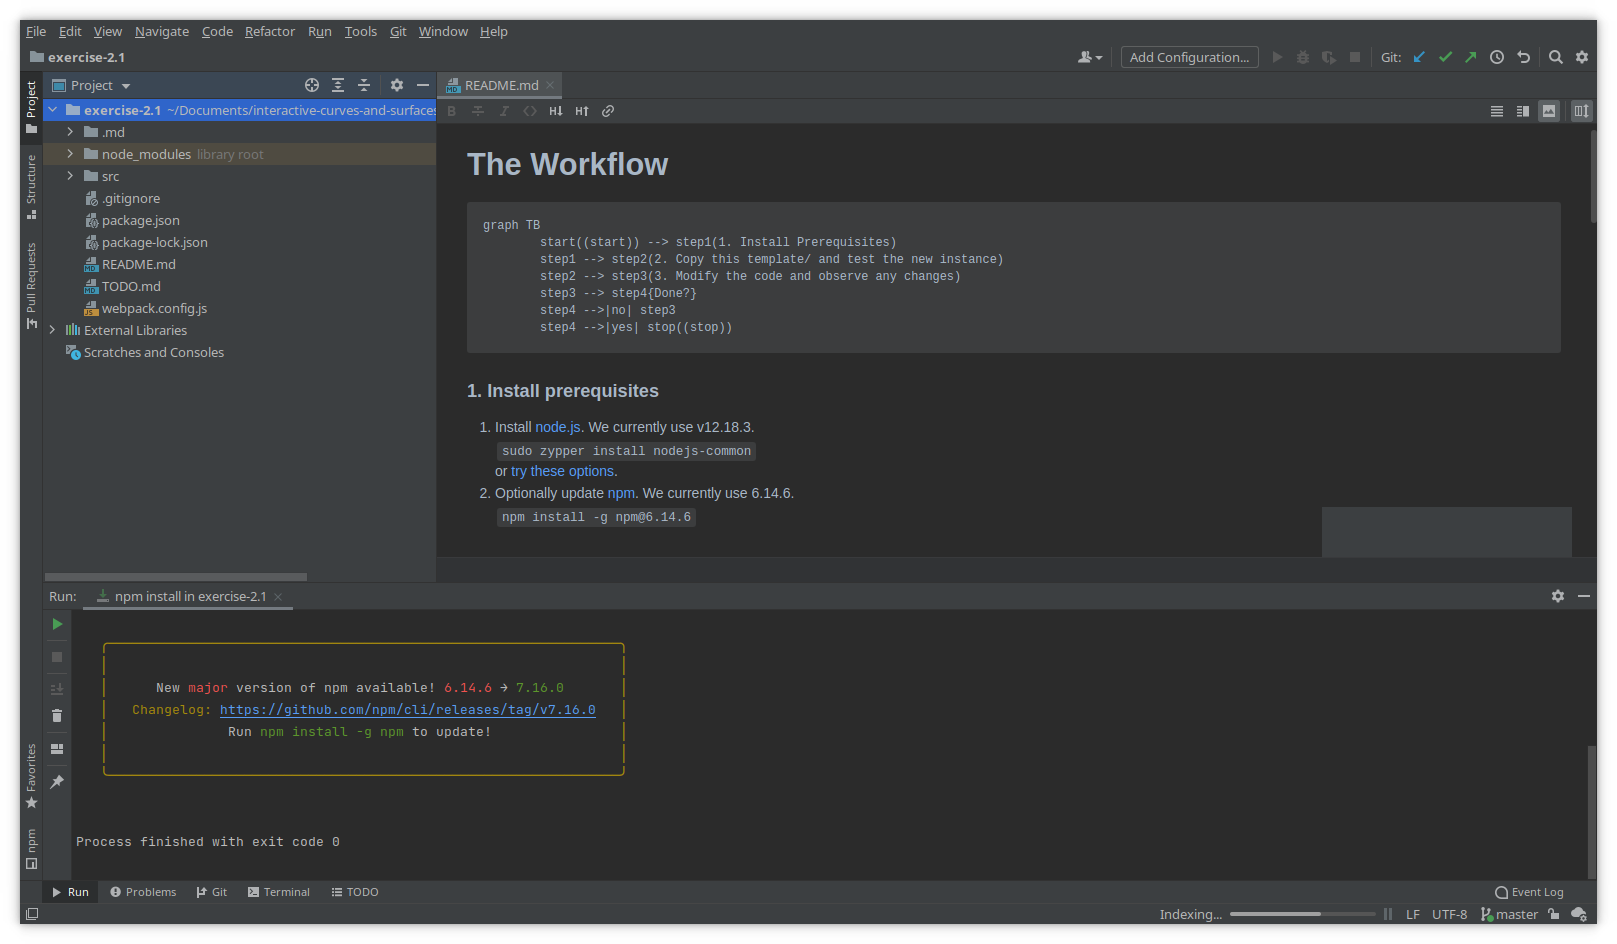 File Edit View Navigate Code Refactor Run Tools Git Window Help
exercise-2.1
Add Configuration...
Git:
Project
README.md
exercise-2.1 ~/Documents/interactive-curves-and-surfaces
.md
node_modules library root
src
.gitignore
package.json
package-lock.json
README.md
TODO.md
webpack.config.js
External Libraries
Scratches and Consoles
Project
Structure
Pull Requests
Favorites
npm
B I H↓ H↑
The Workflow
graph TB
start((start)) --> step1(1. Install Prerequisites)
step1 --> step2(2. Copy this template/ and test the new instance)
step2 --> step3(3. Modify the code and observe any changes)
step3 --> step4{Done?}
step4 -->|no| step3
step4 -->|yes| stop((stop))
1. Install prerequisites
1. Install node.js. We currently use v12.18.3.
sudo zypper install nodejs-common
or try these options.
2. Optionally update npm. We currently use 6.14.6.
npm install -g npm@6.14.6
Run: npm install in exercise-2.1
New major version of npm available! 6.14.6 → 7.16.0
Changelog: https://github.com/npm/cli/releases/tag/v7.16.0
Run npm install -g npm to update!
Process finished with exit code 0
Run Problems Git Terminal TODO Event Log
Indexing... LF UTF-8 master